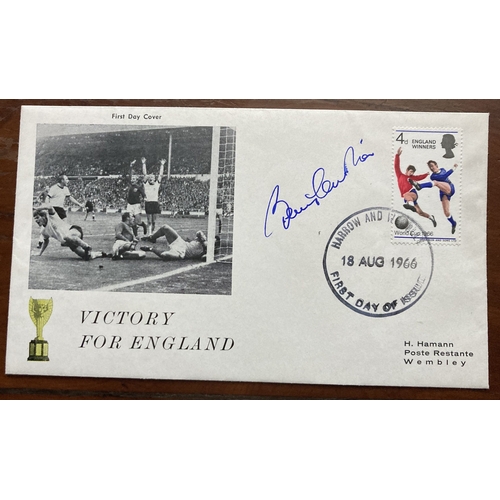 First Day Cover
4d ENGLAND
WINNERS
World Cup 1966
HARROW AND
18 AUG 1966
FIRST DAY OF ISSUE
VICTORY
FOR ENGLAND
H. Hamann
Poste Restante
Wembley